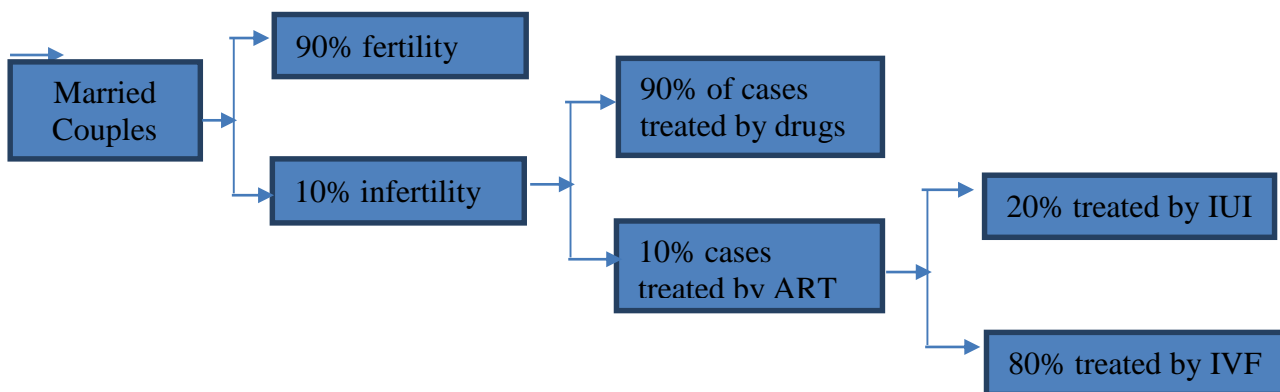 Married
Couples
90% fertility
10% infertility
90% of cases
treated by drugs
10% cases
treated by ART
20% treated by IUI
80% treated by IVF